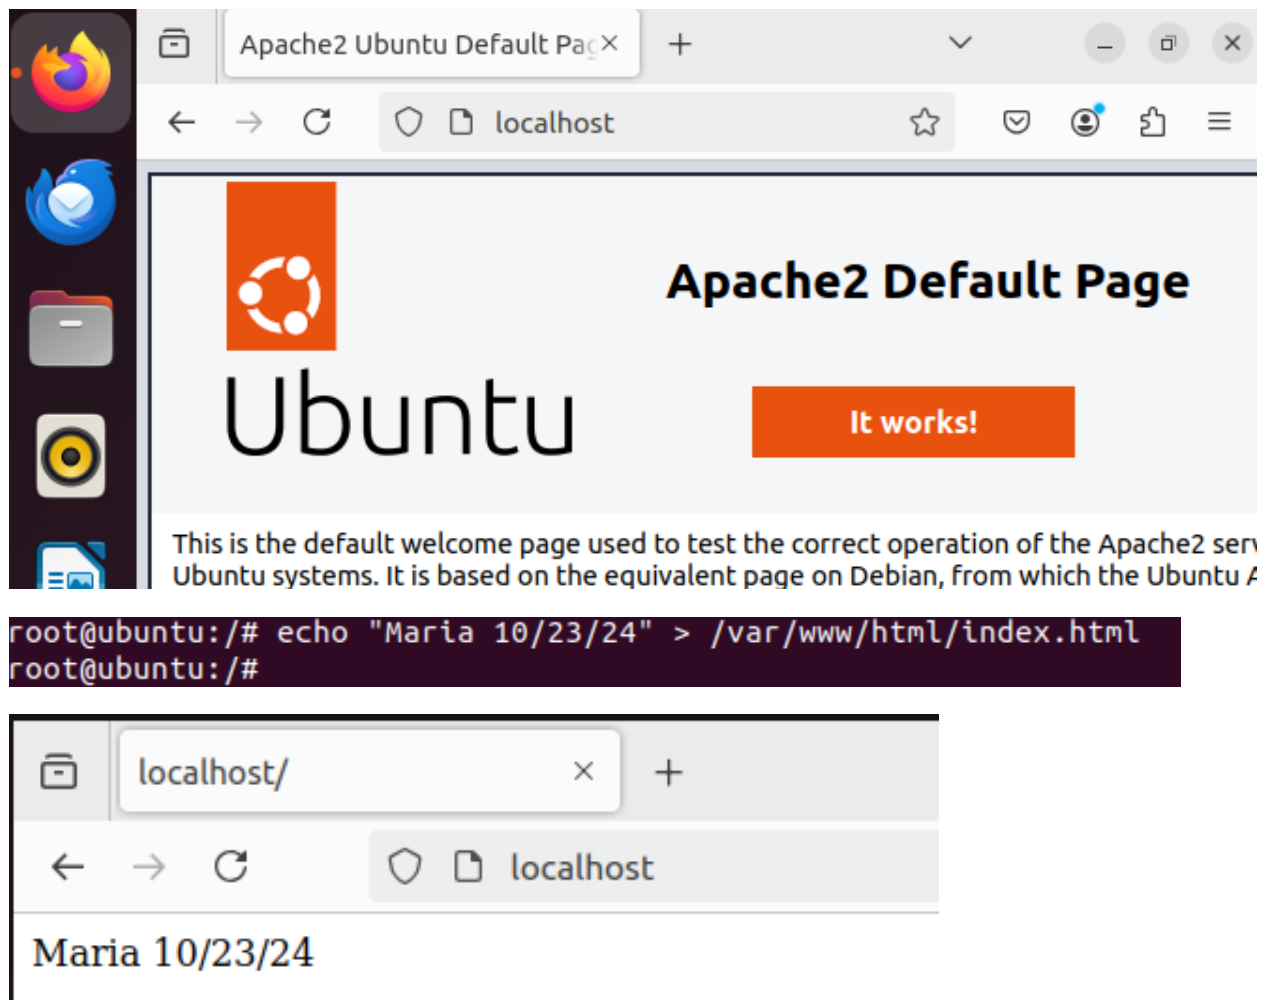 Apache2 Ubuntu Default Pag
localhost
Apache2 Default Page
Ubuntu
It works!
This is the default welcome page used to test the correct operation of the Apache2 serv
Ubuntu systems. It is based on the equivalent page on Debian, from which the Ubuntu A
root@ubuntu:/# echo "Maria 10/23/24" > /var/www/html/index.html
root@ubuntu:/#
localhost/
localhost
Maria 10/23/24